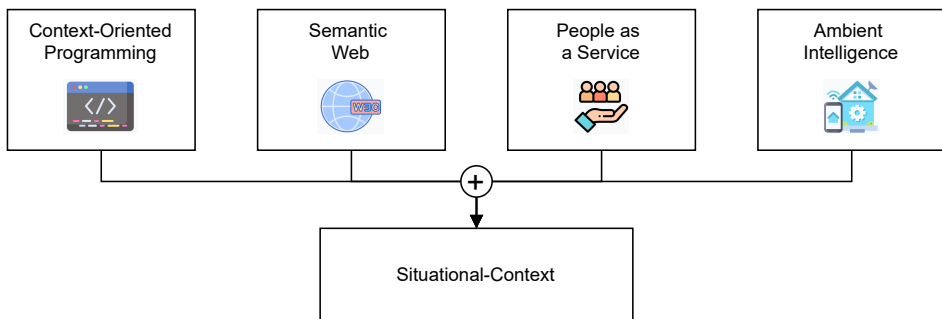 Context-Oriented
Programming
</>
Semantic
Web
W3C
People as
a Service
Ambient
Intelligence
+
Situational-Context